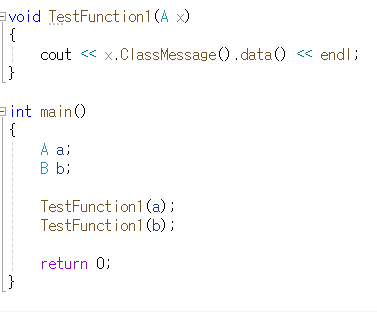 void TestFunction1(A x)
{
cout << x.ClassMessage().data() << endl;
}
int main()
{
A a;
B b;
TestFunction1(a);
TestFunction1(b);
return 0;
}